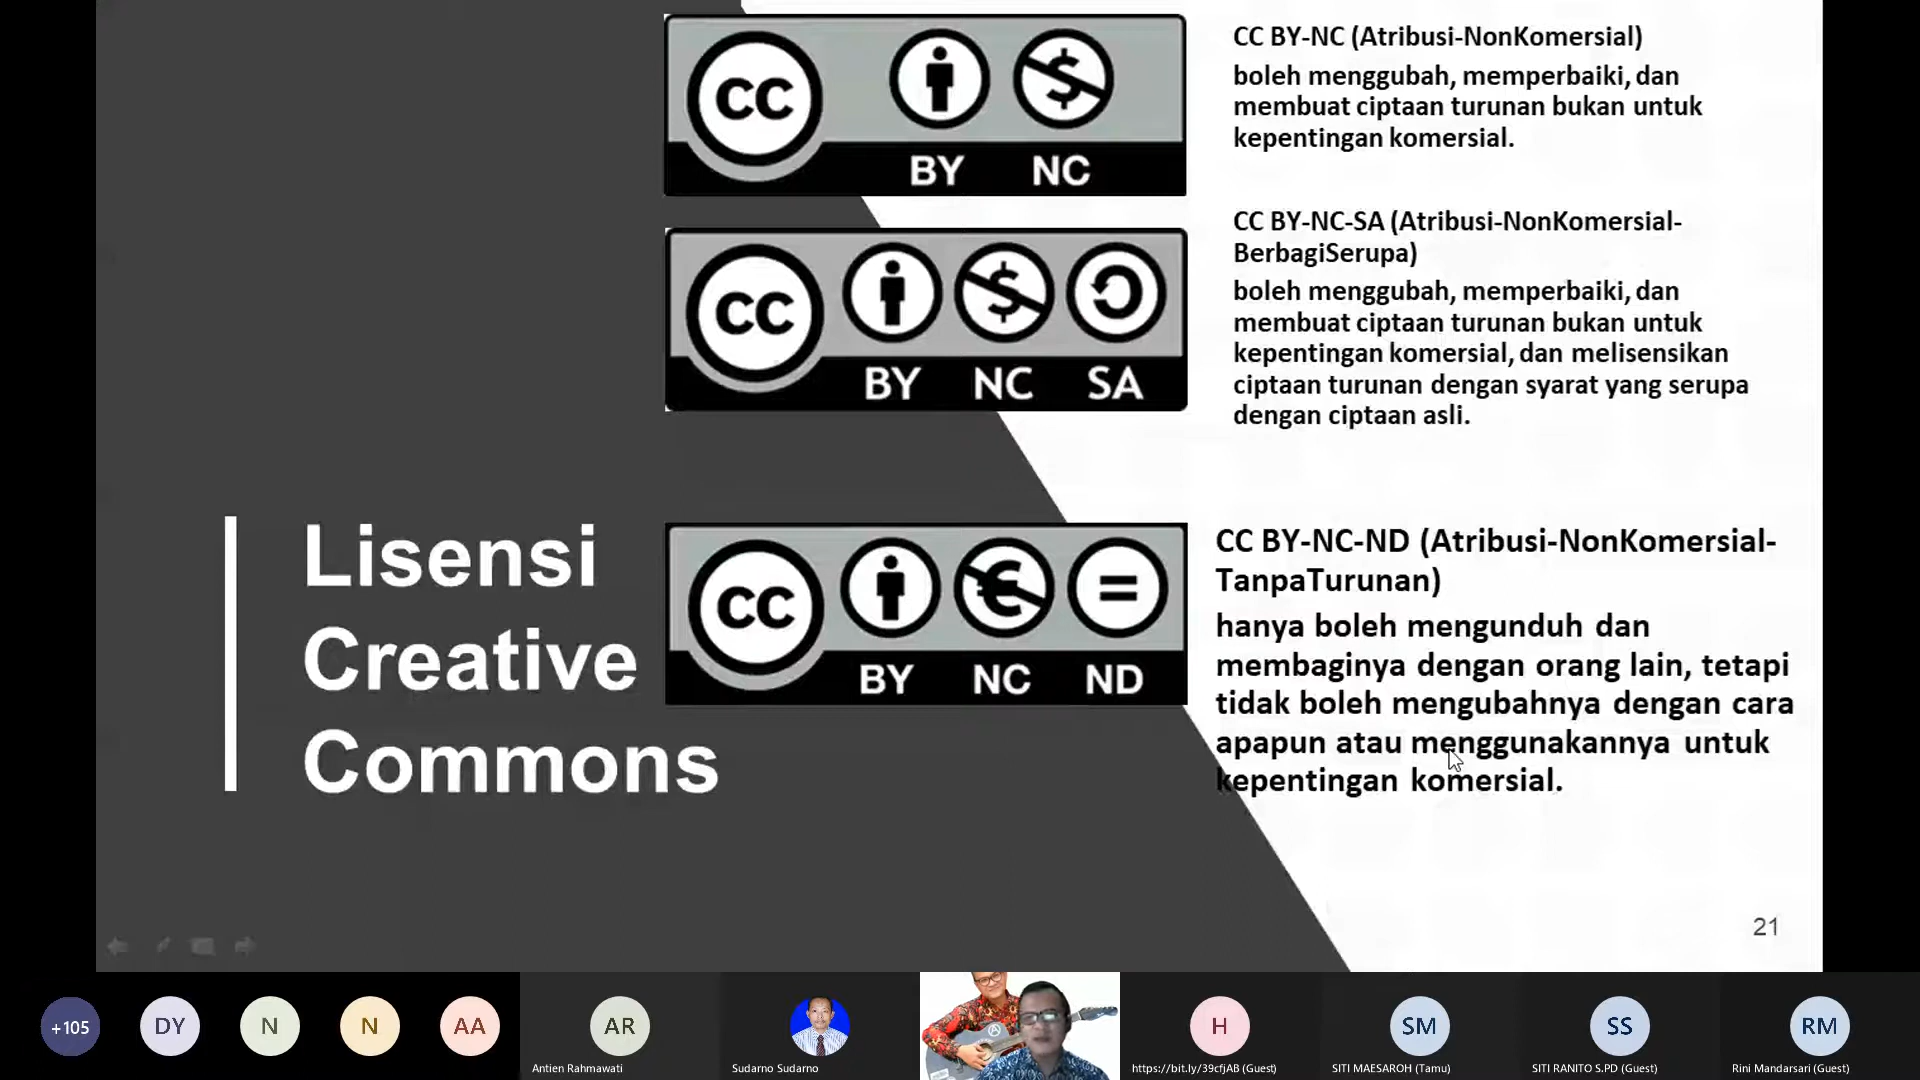 CC BY NC
CC BY-NC (Atribusi-NonKomersial)
boleh menggubah, memperbaiki, dan
membuat ciptaan turunan bukan untuk
kepentingan komersial.
CC BY NC SA
CC BY-NC-SA (Atribusi-NonKomersial-
BerbagiSerupa)
boleh menggubah, memperbaiki, dan
membuat ciptaan turunan bukan untuk
kepentingan komersial, dan melisensikan
ciptaan turunan dengan syarat yang serupa
dengan ciptaan asli.
Lisensi
Creative
Commons
CC BY NC ND
CC BY-NC-ND (Atribusi-NonKomersial-
TanpaTurunan)
hanya boleh mengunduh dan
membaginya dengan orang lain, tetapi
tidak boleh mengubahnya dengan cara
apapun atau menggunakannya untuk
kepentingan komersial.
21
+105
DY
N
N
AA
AR
Antien Rahmawati
Sudarno Sudarno
H
https://bit.ly/39cfjAB (Guest)
SM
SITI MAESAROH (Tamu)
SS
SITI RANITO S.PD (Guest)
RM
Rini Mandarsari (Guest)